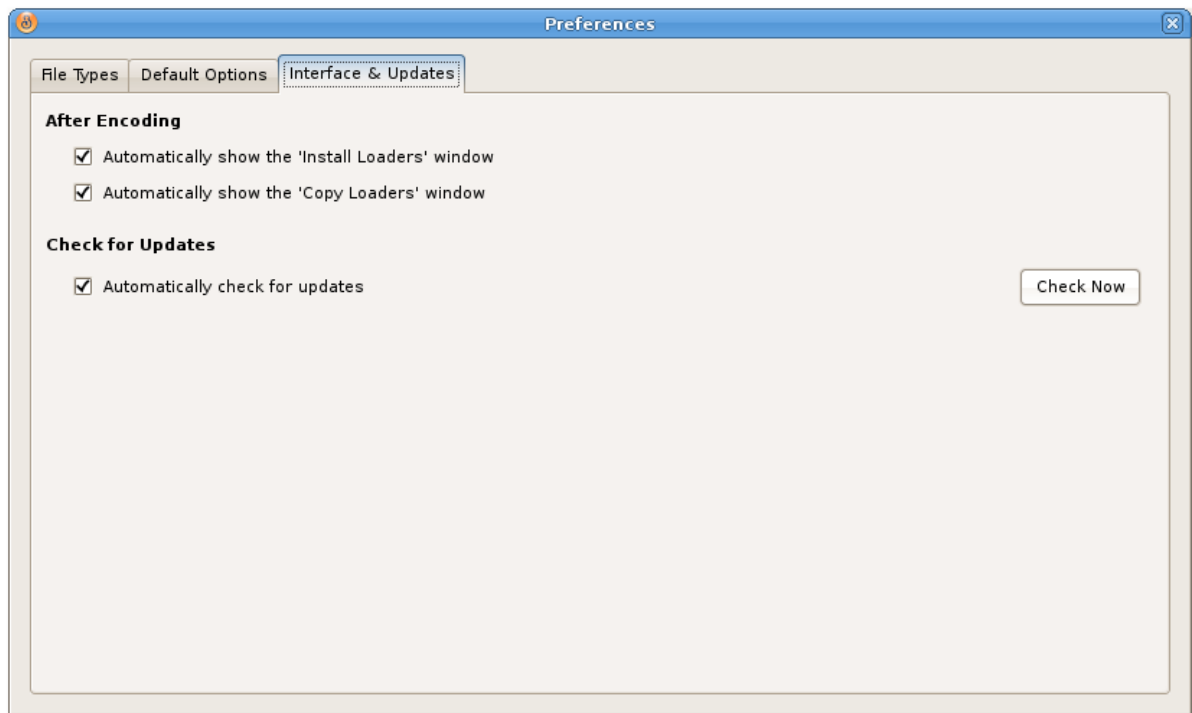 Preferences
File Types
Default Options
Interface & Updates
After Encoding
Automatically show the 'Install Loaders' window
Automatically show the 'Copy Loaders' window
Check for Updates
Automatically check for updates
Check Now